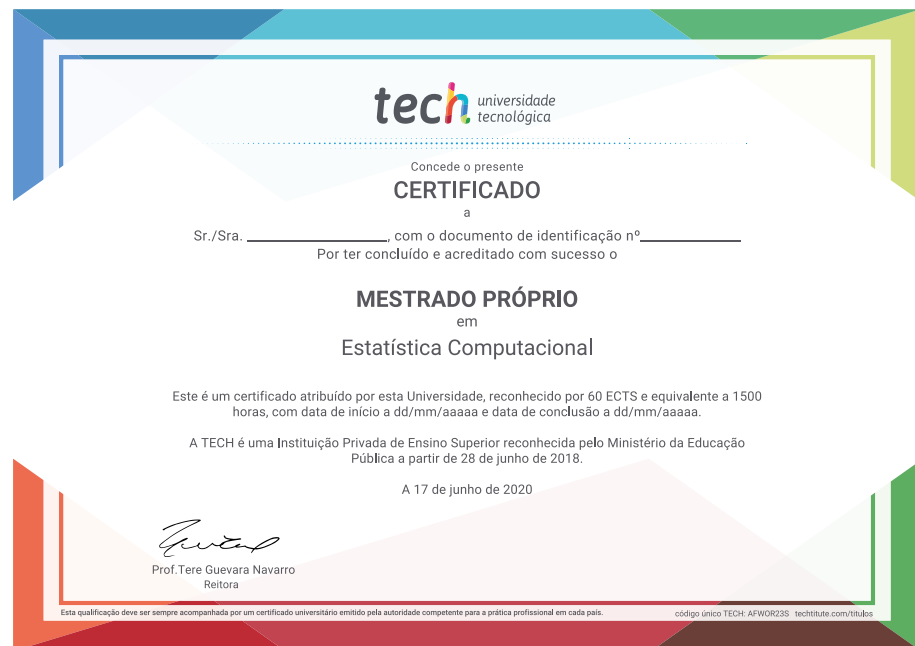 tech universidade
tecnológica
Concede o presente
CERTIFICADO
a
Sr./Sra. ________________, com o documento de identificação nº____________
Por ter concluído e acreditado com sucesso o
MESTRADO PRÓPRIO
em
Estatística Computacional
Este é um certificado atribuído por esta Universidade, reconhecido por 60 ECTS e equivalente a 1500
horas, com data de início a dd/mm/aaaaa e data de conclusão a dd/mm/aaaaa.
A TECH é uma Instituição Privada de Ensino Superior reconhecida pelo Ministério da Educação
Pública a partir de 28 de junho de 2018.
A 17 de junho de 2020
Prof.Tere Guevara Navarro
Reitora
Esta qualificação deve ser sempre acompanhada por um certificado universitário emitido pela autoridade competente para a prática profissional em cada país.
código único TECH: AFWOR23S techtitute.com/titulos